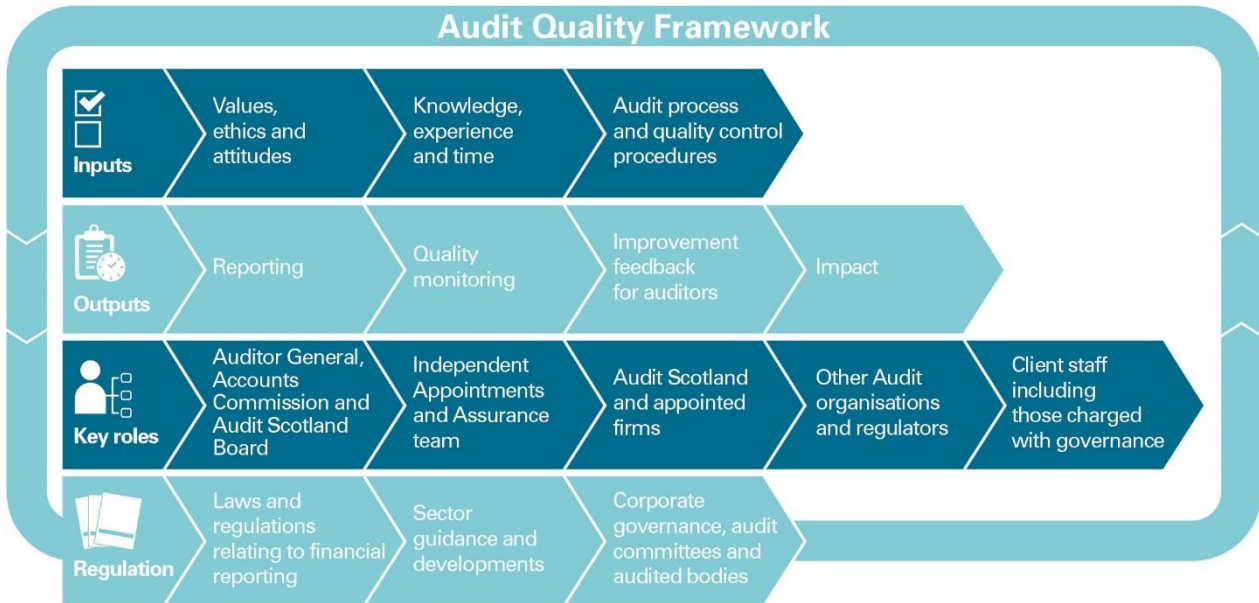 Audit Quality Framework
Inputs
Values,
ethics and
attitudes
Knowledge,
experience
and time
Audit process
and quality control
procedures
Outputs
Reporting
Quality
monitoring
Improvement
feedback
for auditors
Impact
Key roles
Auditor General,
Accounts
Commission and
Audit Scotland
Board
Independent
Appointments
and Assurance
team
Audit Scotland
and appointed
firms
Other Audit
organisations
and regulators
Client staff
including
those charged
with governance
Regulation
Laws and
regulations
relating to financial
reporting
Sector
guidance and
developments
Corporate
governance, audit
committees and
audited bodies